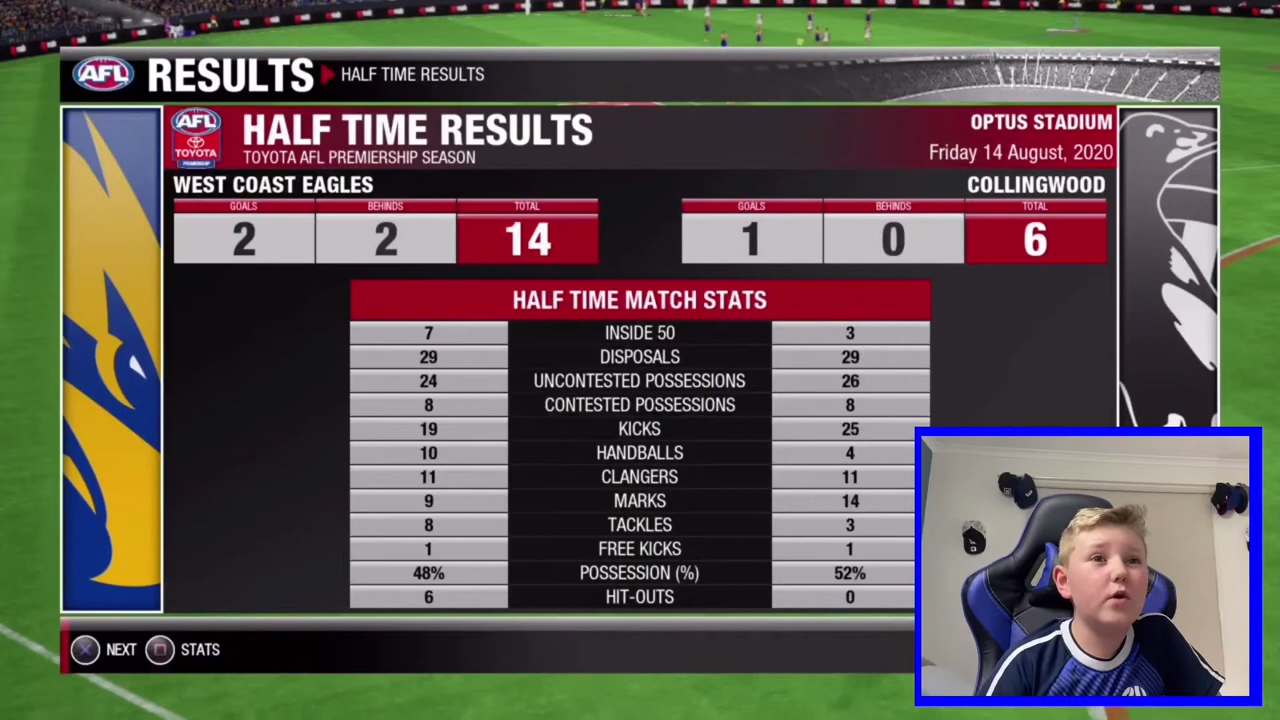 AFL RESULTS HALF TIME RESULTS
AFL
TOYOTA
PREMIERSHIP
HALF TIME RESULTS
TOYOTA AFL PREMIERSHIP SEASON
OPTUS STADIUM
Friday 14 August, 2020
WEST COAST EAGLES
COLLINGWOOD
GOALS BEHINDS TOTAL GOALS BEHINDS TOTAL
2 2 14 1 0 6
HALF TIME MATCH STATS
7 INSIDE 50 3
29 DISPOSALS 29
24 UNCONTESTED POSSESSIONS 26
8 CONTESTED POSSESSIONS 8
19 KICKS 25
10 HANDBALLS 4
11 CLANGERS 11
9 MARKS 14
8 TACKLES 3
1 FREE KICKS 1
48% POSSESSION (%) 52%
6 HIT-OUTS 0
NEXT STATS